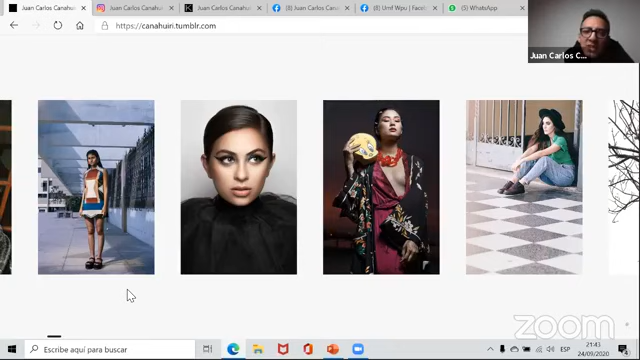 Juan Carlos Canahui
Juan Carlos Canahui
Juan Carlos Canahu
(8) Juan Carlos Canahu
(8) Umf Wpu | Faceb
(5) WhatsApp
https://canahuiri.tumblr.com
Juan Carlos C...
zoom
Escribe aquí para buscar
ESP
21:43
24/09/2020